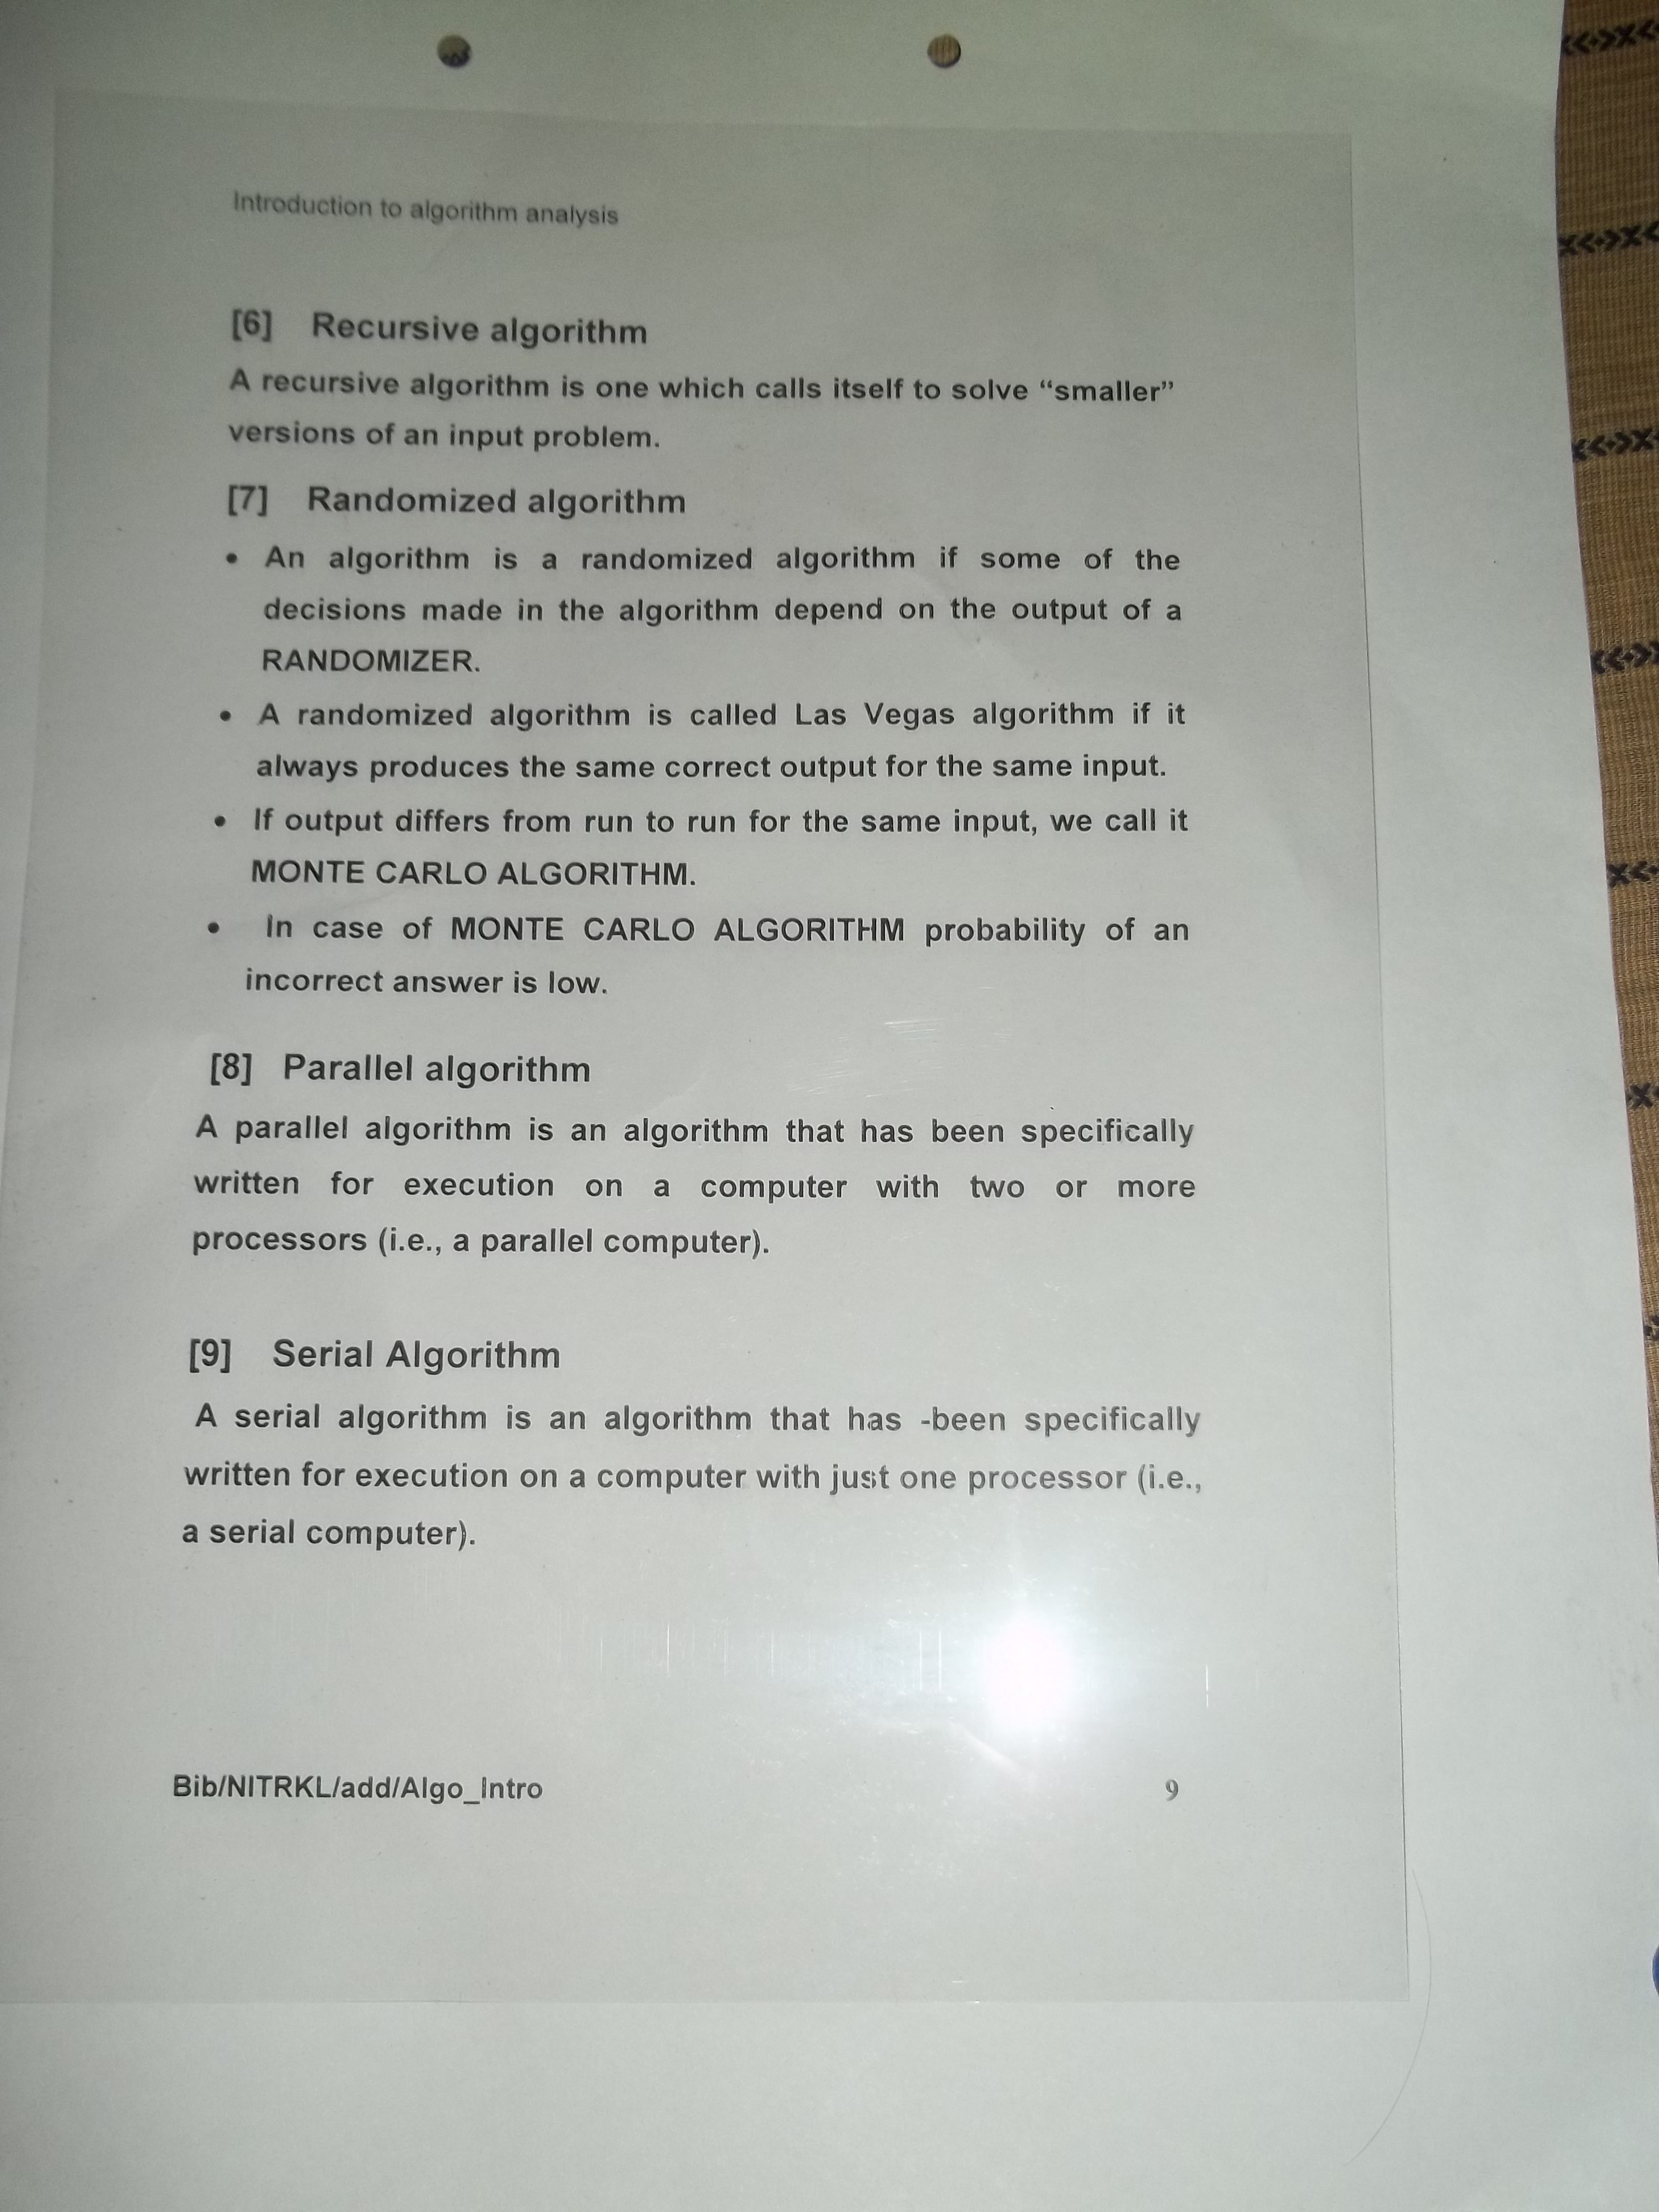 Introduction to algorithm analysis
[6] Recursive algorithm
A recursive algorithm is one which calls itself to solve “smaller”
versions of an input problem.
[7] Randomized algorithm
• An algorithm is a randomized algorithm if some of the
decisions made in the algorithm depend on the output of a
RANDOMIZER.
• A randomized algorithm is called Las Vegas algorithm if it
always produces the same correct output for the same input.
• If output differs from run to run for the same input, we call it
MONTE CARLO ALGORITHM.
• In case of MONTE CARLO ALGORITHM probability of an
incorrect answer is low.
[8] Parallel algorithm
A parallel algorithm is an algorithm that has been specifically
written for execution on a computer with two or more
processors (i.e., a parallel computer).
[9] Serial Algorithm
A serial algorithm is an algorithm that has -been specifically
written for execution on a computer with just one processor (i.e.,
a serial computer).
Bib/NITRKL/add/Algo_Intro 9